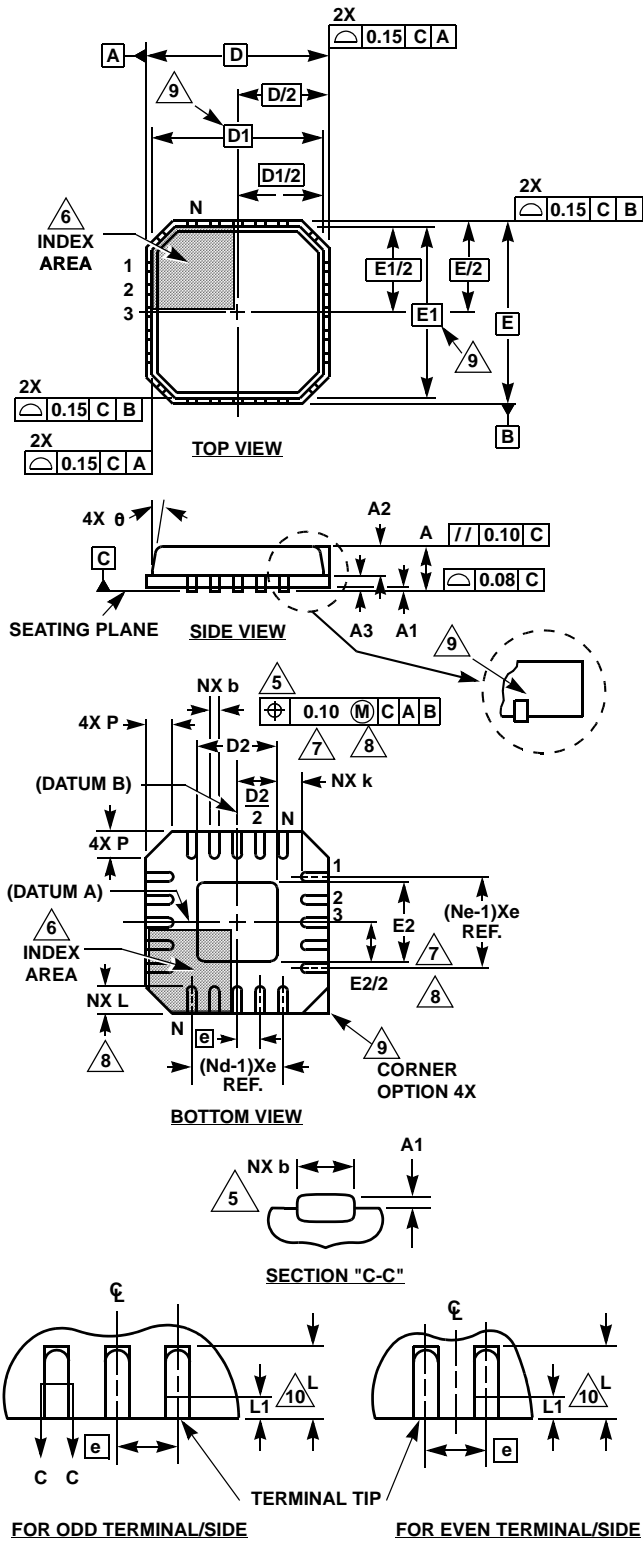 2X
⌓ 0.15 C A
A
D
D/2
9
D1
D1/2
2X
⌓ 0.15 C B
6
INDEX
AREA
N
1
2
3
E1/2
E/2
E1
E
9
2X
⌓ 0.15 C B
2X
⌓ 0.15 C A
B
TOP VIEW
4X θ
A2
A
// 0.10 C
C
⌓ 0.08 C
SEATING PLANE
SIDE VIEW
A3
A1
9
NX b
5
⌖ 0.10 Ⓜ C A B
4X P
D2
7
8
(DATUM B)
D2
2
N
NX k
4X P
1
2
3
(DATUM A)
(Ne-1)Xe
REF.
6
INDEX
AREA
E2
7
E2/2
8
NX L
8
N
e
(Nd-1)Xe
REF.
9
CORNER
OPTION 4X
BOTTOM VIEW
NX b
A1
5
SECTION "C-C"
℄
℄
L
10
L1
L
10
L1
e
e
C C
TERMINAL TIP
FOR ODD TERMINAL/SIDE
FOR EVEN TERMINAL/SIDE